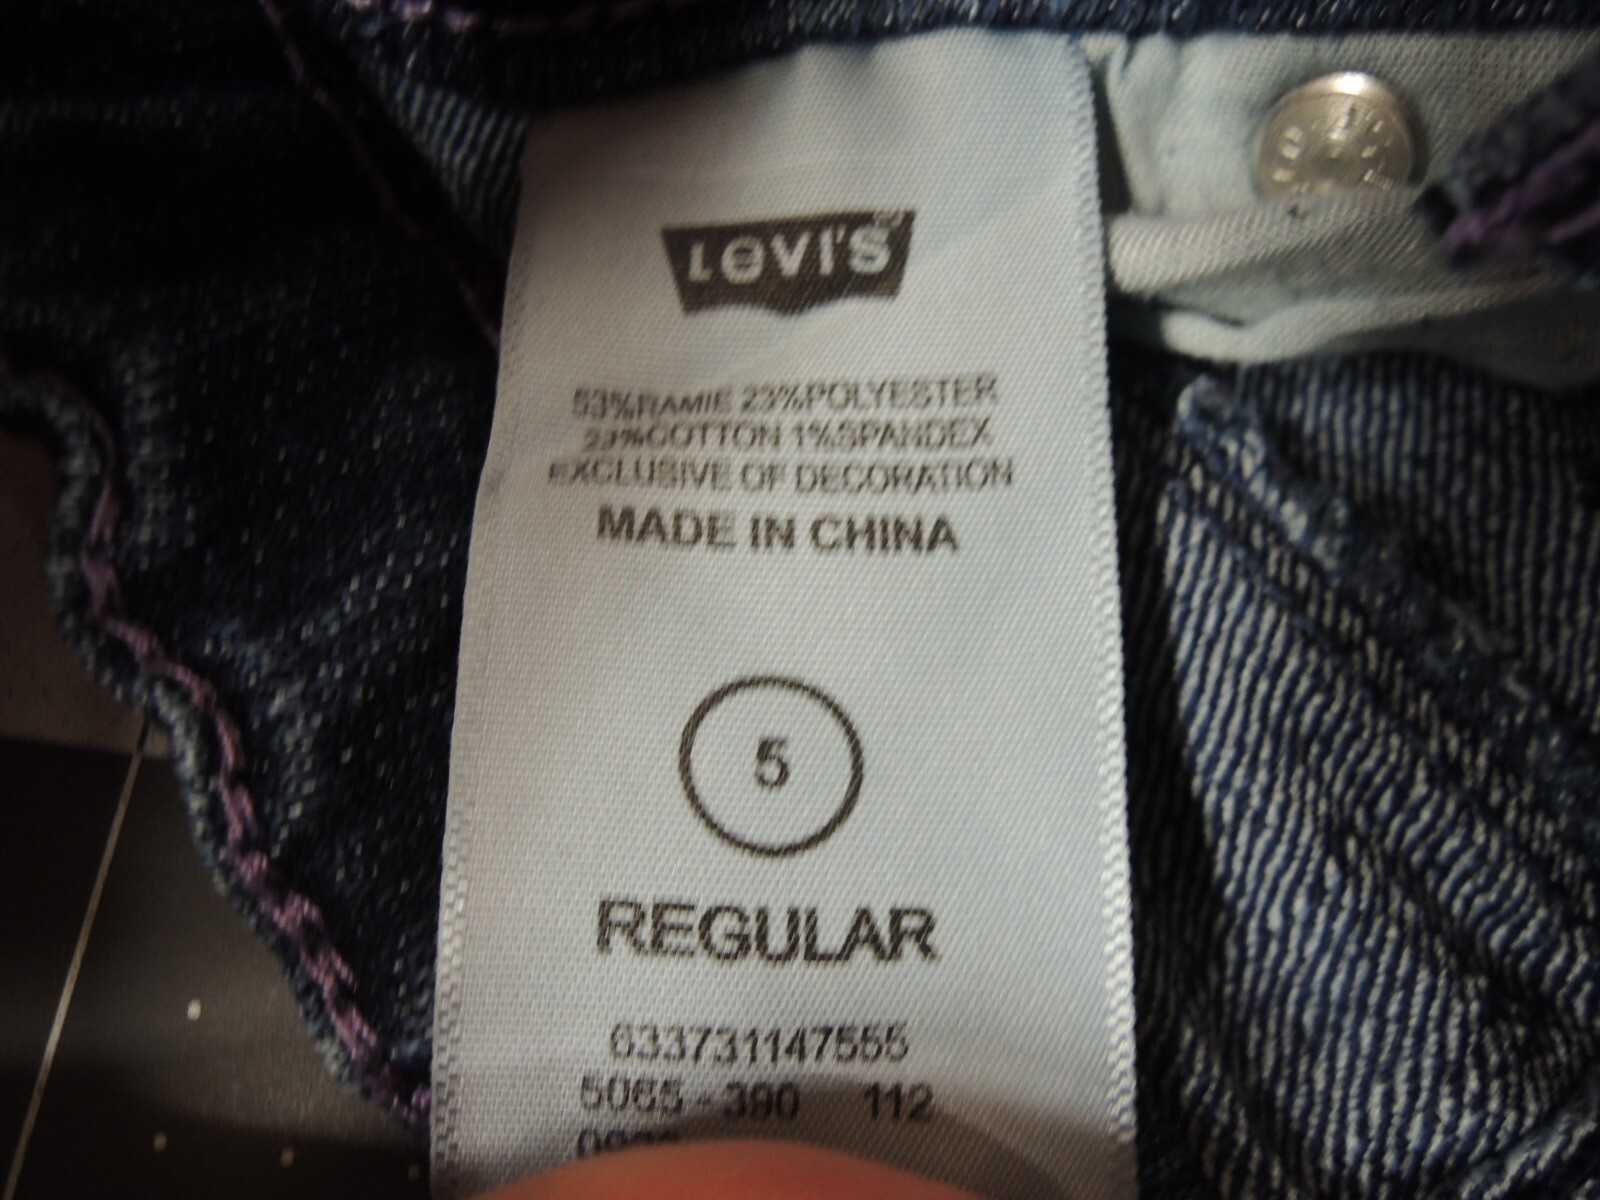 LEVI'S
53%RAMIE 23%POLYESTER
23%COTTON 1%SPANDEX
EXCLUSIVE OF DECORATION
MADE IN CHINA
5
REGULAR
633731147555
5065-390 112